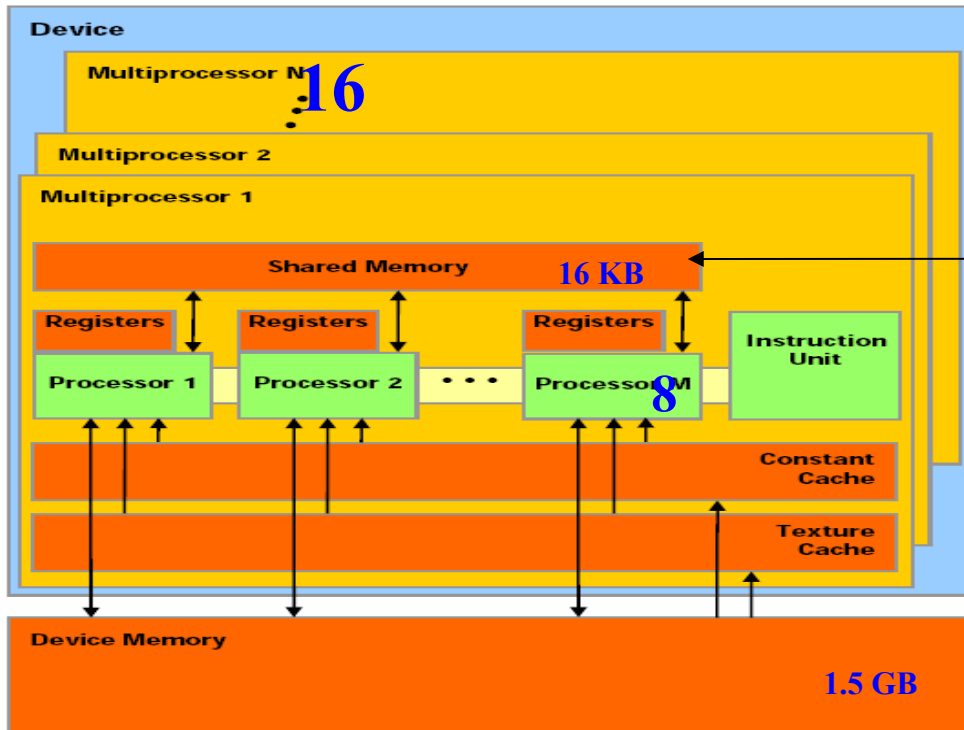 Device
Multiprocessor N
16
Multiprocessor 2
Multiprocessor 1
Shared Memory
16 KB
Registers
Registers
Registers
Instruction
Unit
Processor 1
Processor 2
Processor M
8
Constant
Cache
Texture
Cache
Device Memory
1.5 GB